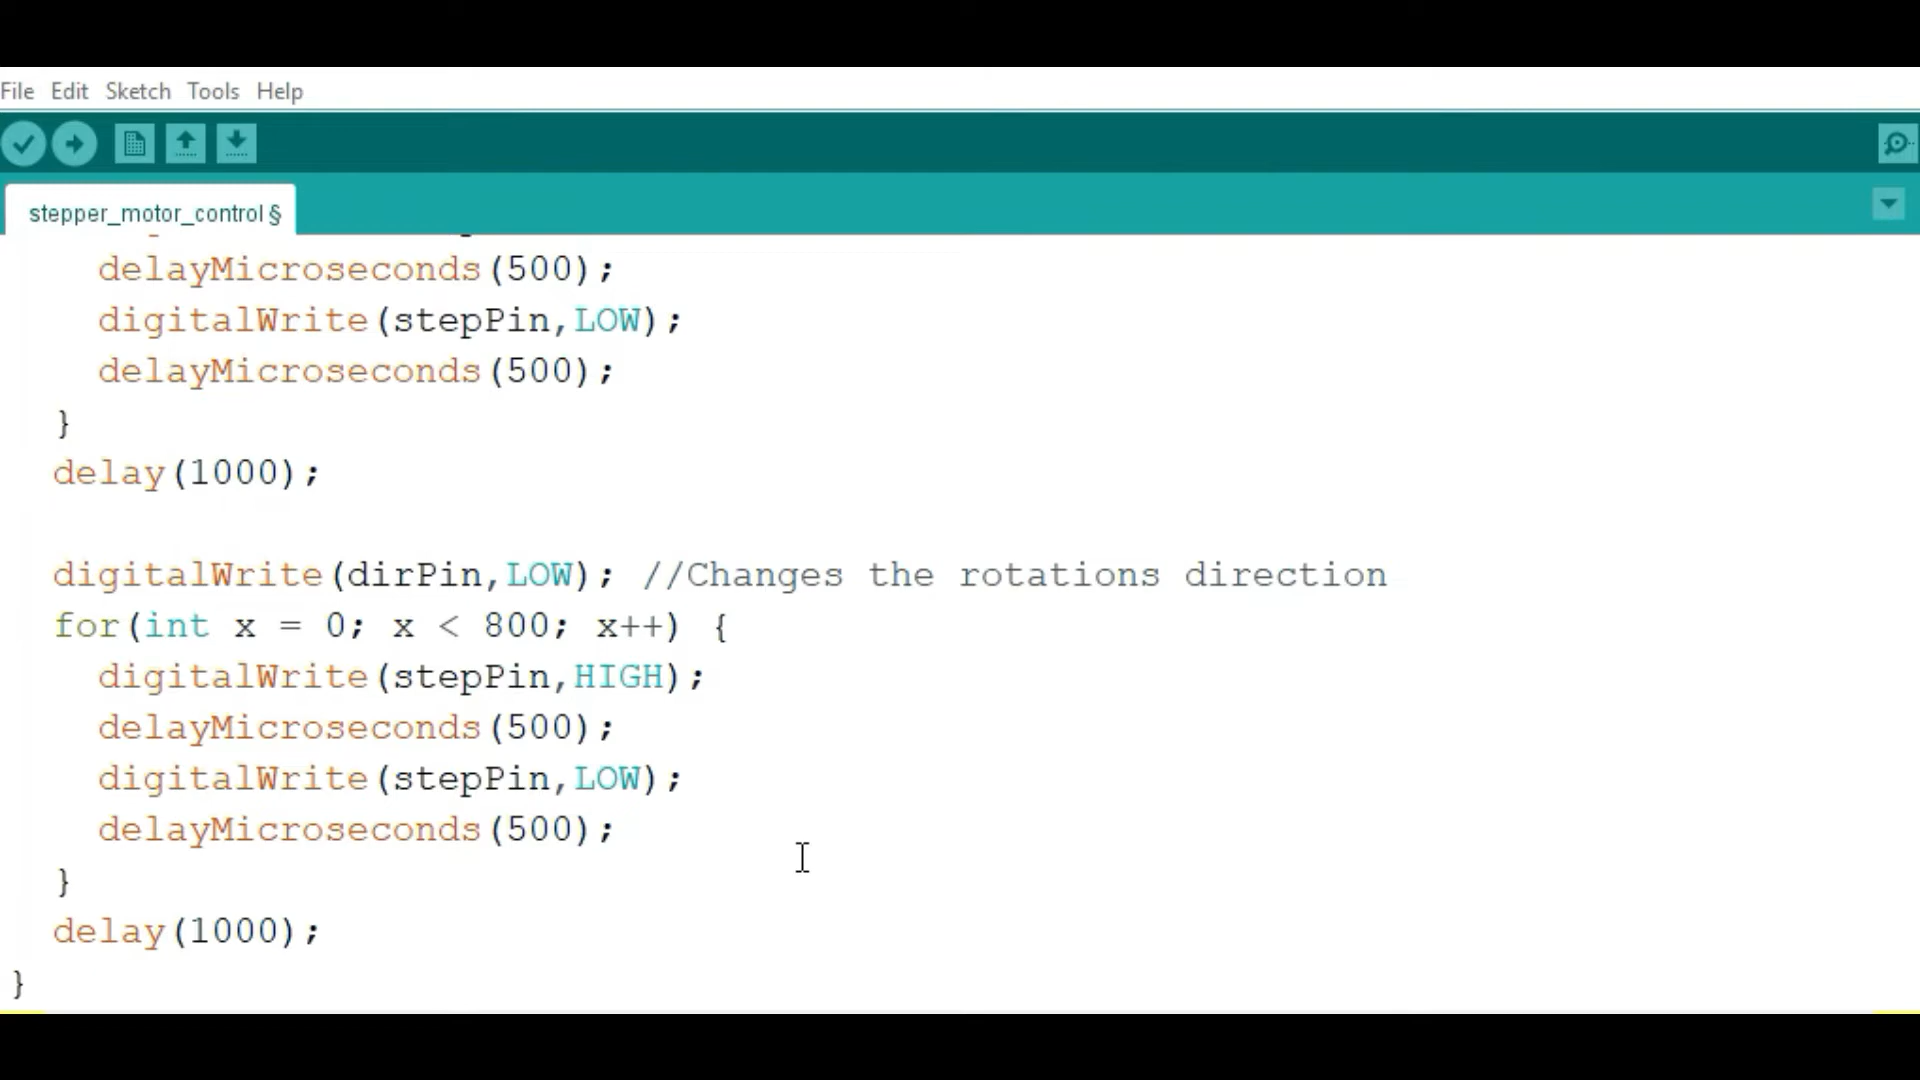 File Edit Sketch Tools Help
stepper_motor_control §
delayMicroseconds(500);
digitalWrite(stepPin,LOW);
delayMicroseconds(500);
}
delay(1000);
digitalWrite(dirPin,LOW); //Changes the rotations direction
for(int x = 0; x < 800; x++) {
digitalWrite(stepPin,HIGH);
delayMicroseconds(500);
digitalWrite(stepPin,LOW);
delayMicroseconds(500);
}
delay(1000);
}